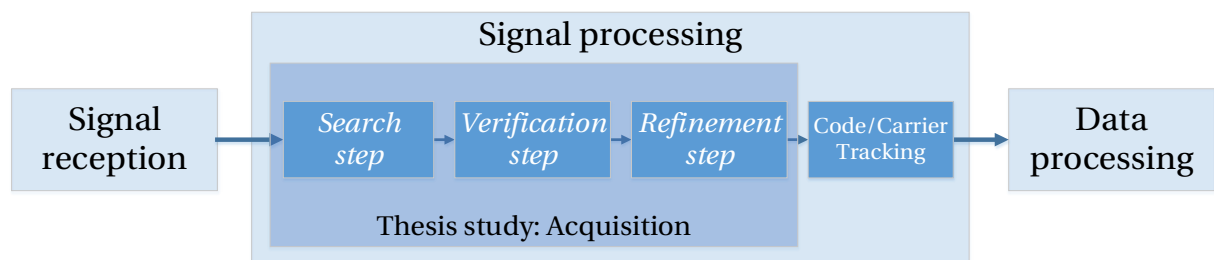 Signal processing
Signal
reception
Search
step
Verification
step
Refinement
step
Code/Carrier
Tracking
Data
processing
Thesis study: Acquisition